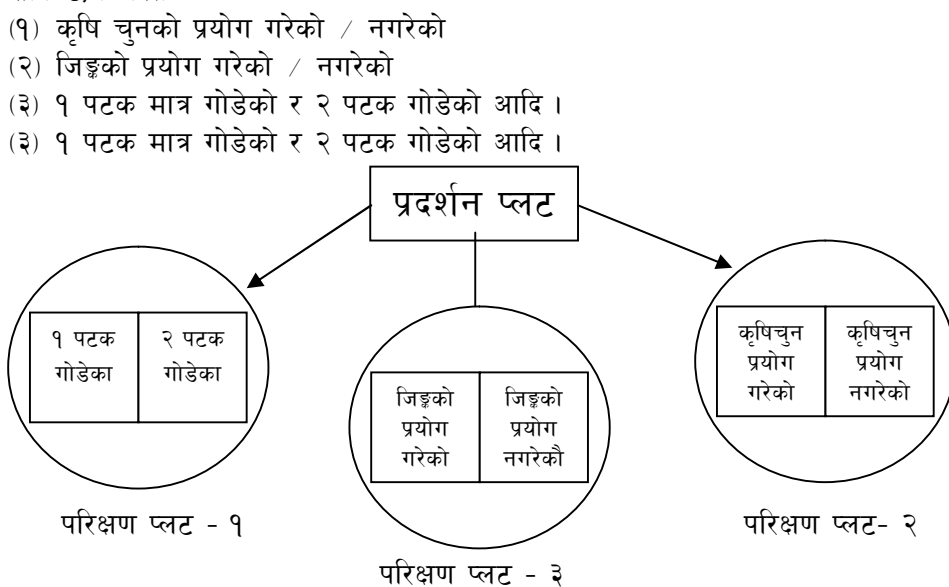 (१) कृषि चुनको प्रयोग गरेको / नगरेको
(२) जिङ्कको प्रयोग गरेको / नगरेको
(३) १ पटक मात्र गोडेको र २ पटक गोडेको आदि ।
(३) १ पटक मात्र गोडेको र २ पटक गोडेको आदि ।
प्रदर्शन प्लट
१ पटक
गोडेका
२ पटक
गोडेका
परिक्षण प्लट - १
जिङ्कको
प्रयोग
गरेको
जिङ्कको
प्रयोग
नगरेकौ
परिक्षण प्लट - ३
कृषिचुन
प्रयोग
गरेको
कृषिचुन
प्रयोग
नगरेको
परिक्षण प्लट- २